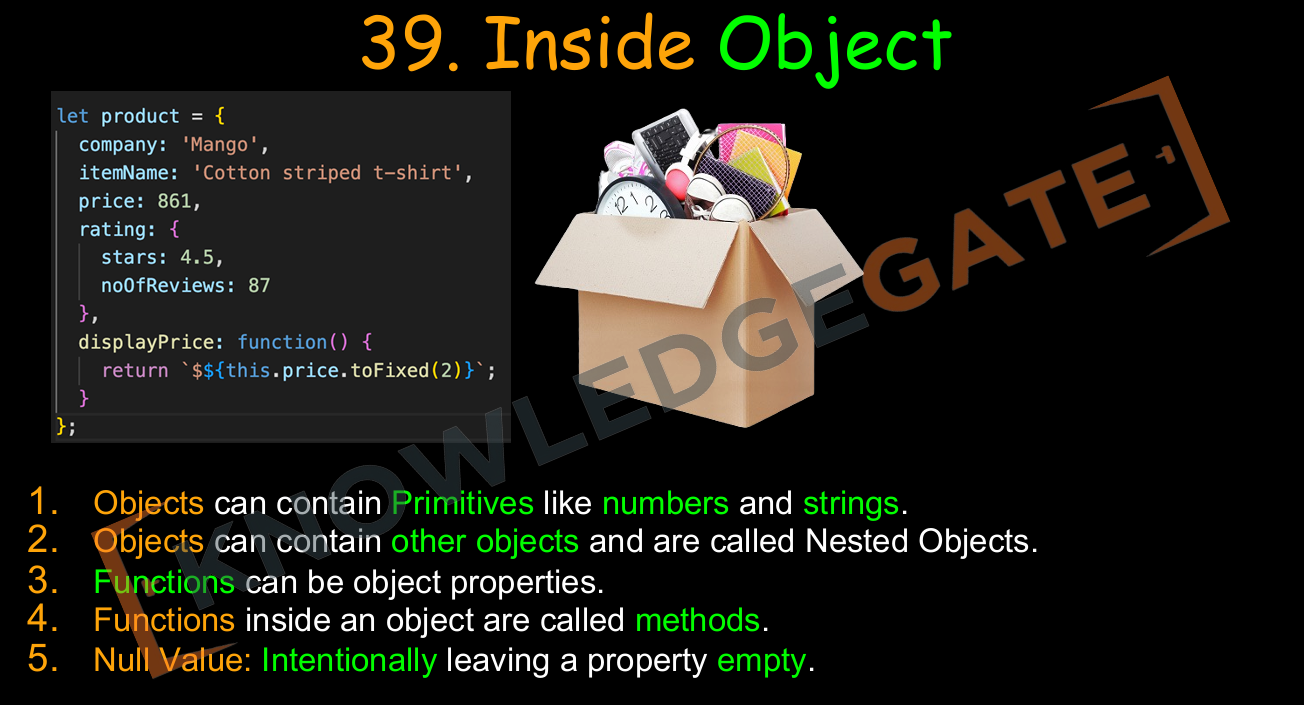 39. Inside Object
let product = {
company: 'Mango',
itemName: 'Cotton striped t-shirt',
price: 861,
rating: {
stars: 4.5,
noOfReviews: 87
},
displayPrice: function() {
return `$${this.price.toFixed(2)}`;
}
};
1. Objects can contain Primitives like numbers and strings.
2. Objects can contain other objects and are called Nested Objects.
3. Functions can be object properties.
4. Functions inside an object are called methods.
5. Null Value: Intentionally leaving a property empty.
KNOWLEDGEGATE
12
1
2